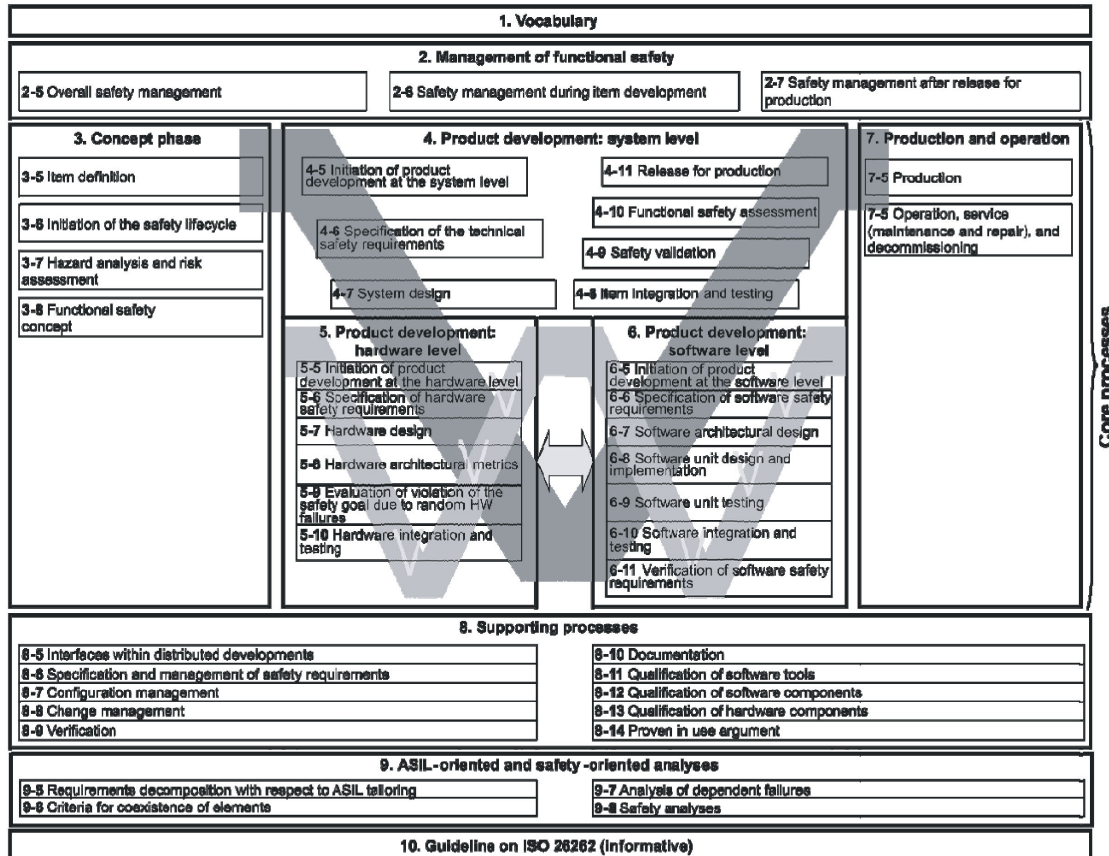 1. Vocabulary
2. Management of functional safety
2-5 Overall safety management
2-6 Safety management during item development
2-7 Safety management after release for
production
3. Concept phase
3-5 Item definition
3-6 Initiation of the safety lifecycle
3-7 Hazard analysis and risk
assessment
3-8 Functional safety
concept
4. Product development: system level
4-5 Initiation of product
development at the system level
4-6 Specification of the technical
safety requirements
4-7 System design
4-11 Release for production
4-10 Functional safety assessment
4-9 Safety validation
4-8 Item integration and testing
7. Production and operation
7-5 Production
7-5 Operation, service
(maintenance and repair), and
decommissioning
5. Product development:
hardware level
5-5 Initiation of product
development at the hardware level
5-6 Specification of hardware
safety requirements
5-7 Hardware design
5-8 Hardware architectural metrics
5-9 Evaluation of violation of the
safety goal due to random HW
failures
5-10 Hardware integration and
testing
6. Product development:
software level
6-5 Initiation of product
development at the software level
6-6 Specification of software safety
requirements
6-7 Software architectural design
6-8 Software unit design and
implementation
6-9 Software unit testing
6-10 Software integration and
testing
6-11 Verification of software safety
requirements
Core processes
8. Supporting processes
8-5 Interfaces within distributed developments
8-6 Specification and management of safety requirements
8-7 Configuration management
8-8 Change management
8-9 Verification
8-10 Documentation
8-11 Qualification of software tools
8-12 Qualification of software components
8-13 Qualification of hardware components
8-14 Proven in use argument
9. ASIL-oriented and safety -oriented analyses
9-5 Requirements decomposition with respect to ASIL tailoring
9-6 Criteria for coexistence of elements
9-7 Analysis of dependent failures
9-8 Safety analyses
10. Guideline on ISO 26262 (informative)